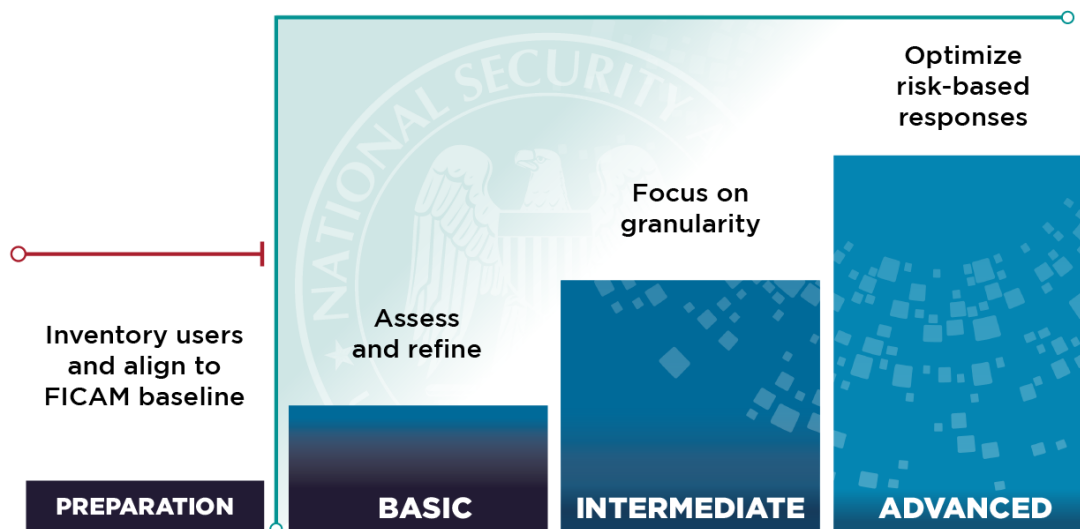 NATIONAL SECURITY
Optimize
risk-based
responses
Focus on
granularity
Assess
and refine
Inventory users
and align to
FICAM baseline
PREPARATION
BASIC
INTERMEDIATE
ADVANCED